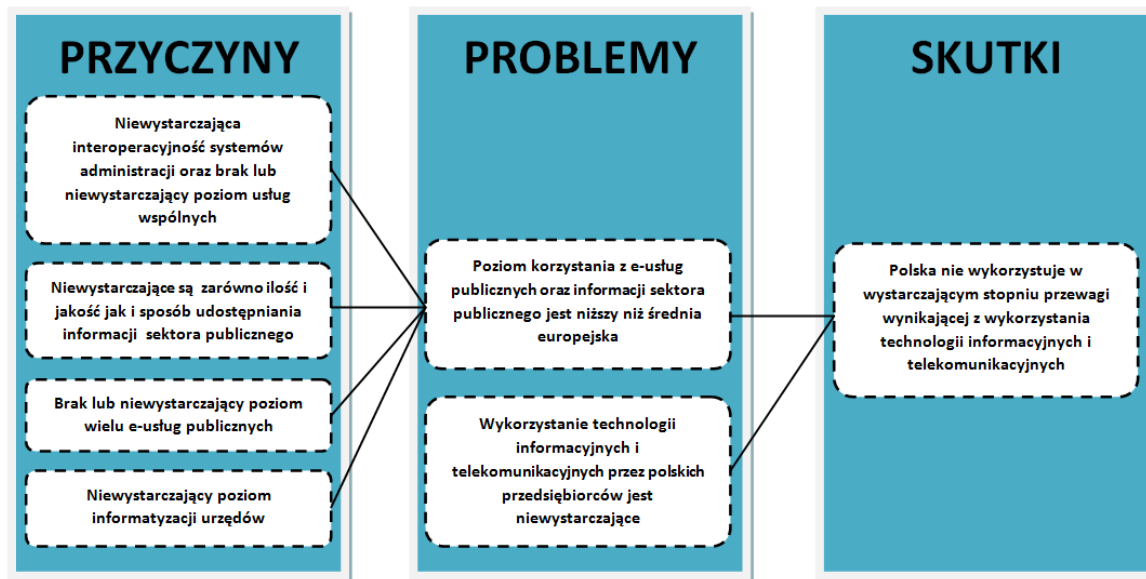 PRZYCZYNY
Niewystarczająca
interoperacyjność systemów
administracji oraz brak lub
niewystarczający poziom usług
wspólnych
Niewystarczające są zarówno ilość i
jakość jak i sposób udostępniania
informacji sektora publicznego
Brak lub niewystarczający poziom
wielu e-usług publicznych
Niewystarczający poziom
informatyzacji urzędów
PROBLEMY
Poziom korzystania z e-usług
publicznych oraz informacji sektora
publicznego jest niższy niż średnia
europejska
Wykorzystanie technologii
informacyjnych i
telekomunikacyjnych przez polskich
przedsiębiorców jest
niewystarczające
SKUTKI
Polska nie wykorzystuje w
wystarczającym stopniu przewagi
wynikającej z wykorzystania
technologii informacyjnych i
telekomunikacyjnych